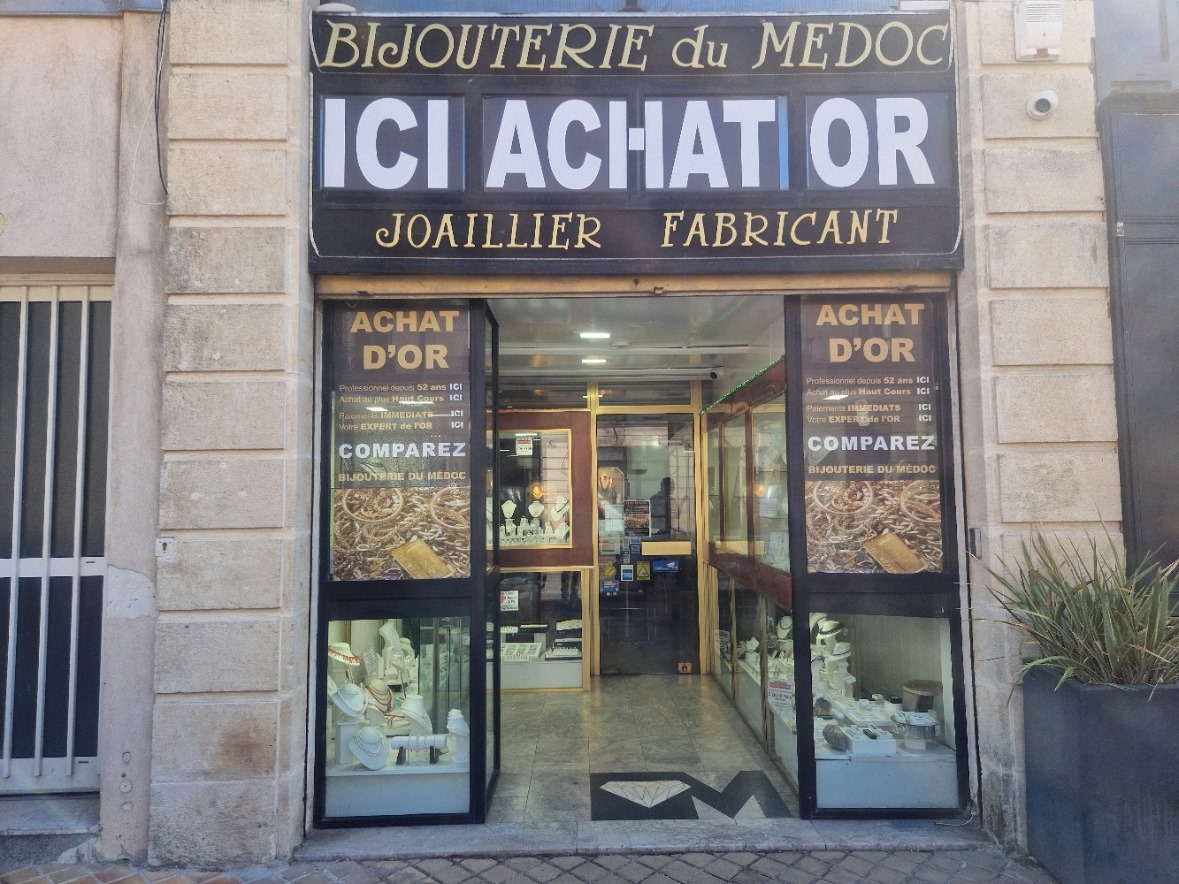 BIJOUTERIE du MEDOC
ICI ACHAT OR
JOAILLIER FABRICANT
ACHAT
D'OR
Professionnel depuis 52 ans ICI
Achat au plus Haut Cours ICI
Paiements IMMEDIATS ICI
Votre EXPERT de l'OR ICI
COMPAREZ
BIJOUTERIE DU MÉDOC
ACHAT
D'OR
Professionnel depuis 52 ans ICI
Achat au plus Haut Cours ICI
Paiements IMMEDIATS ICI
Votre EXPERT de l'OR ICI
COMPAREZ
BIJOUTERIE DU MÉDOC
M